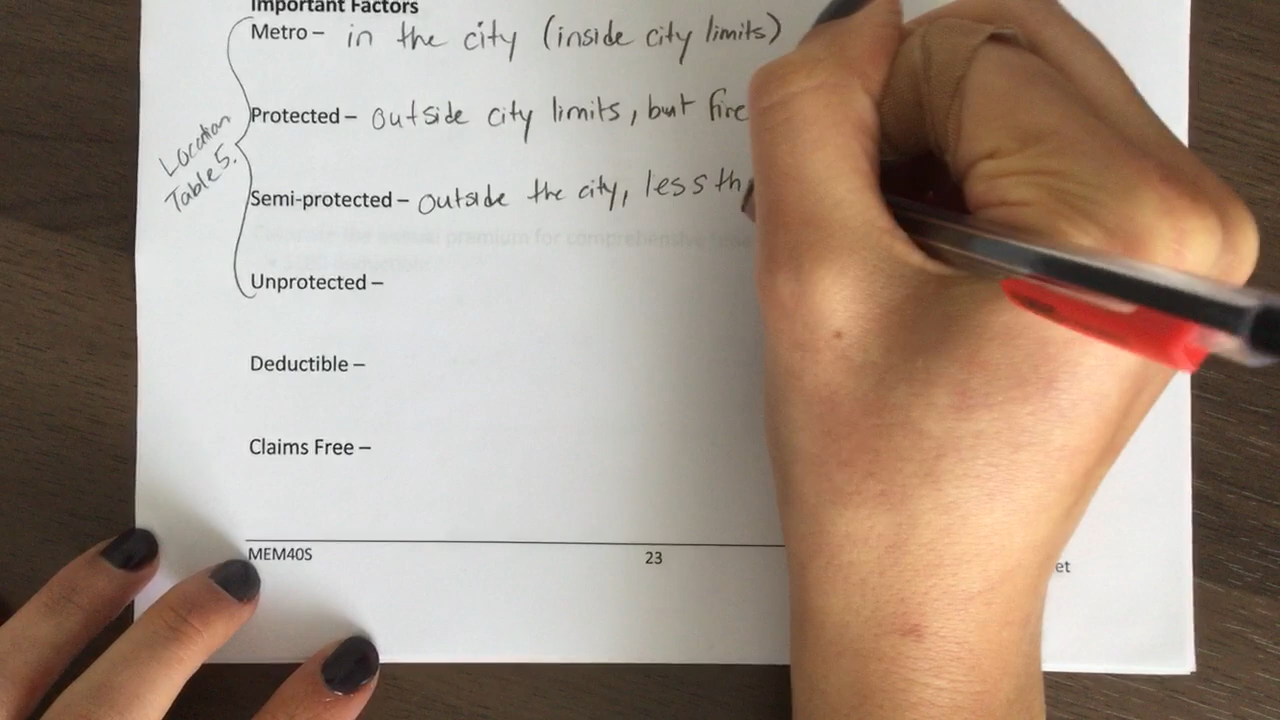 Important Factors
Metro – in the city (inside city limits)
Protected – outside city limits, but fire
Location
Table 5.
Semi-protected – outside the city, less th
Unprotected –
Deductible –
Claims Free –
MEM40S 23 et